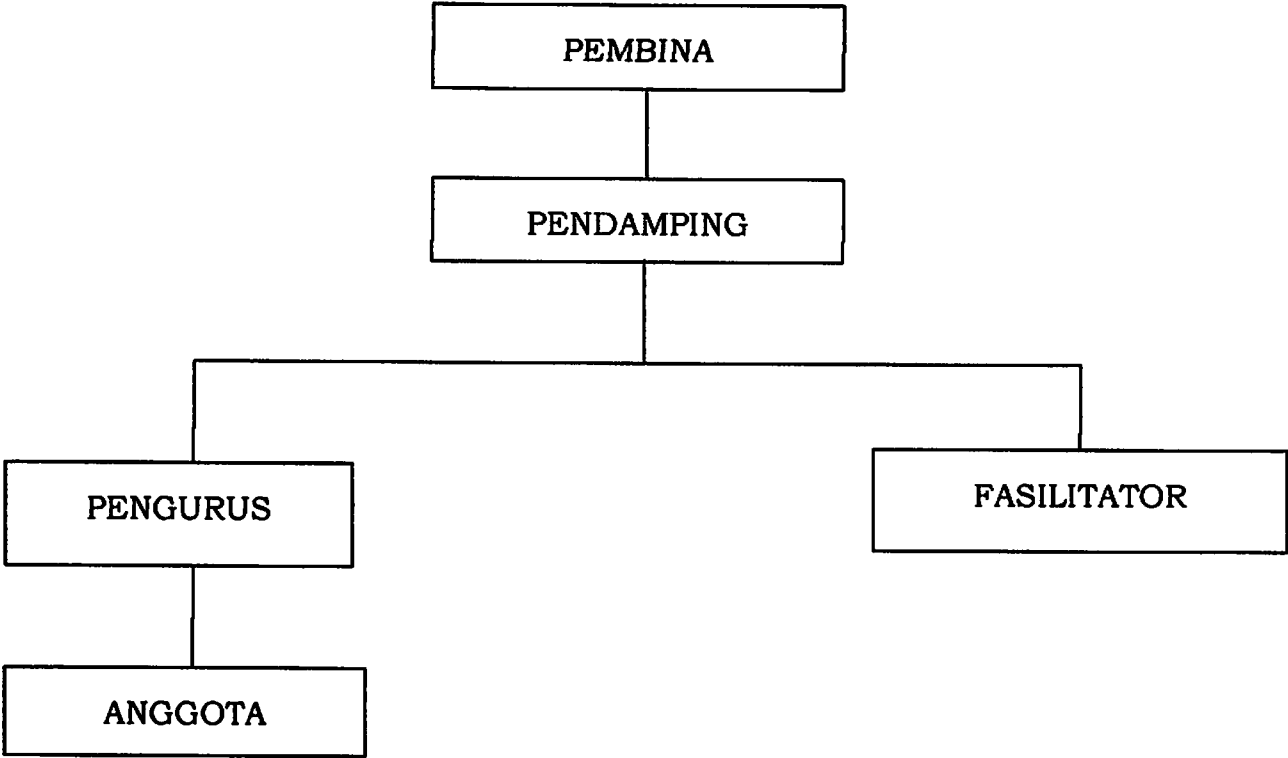 PEMBINA
PENDAMPING
PENGURUS
FASILITATOR
ANGGOTA